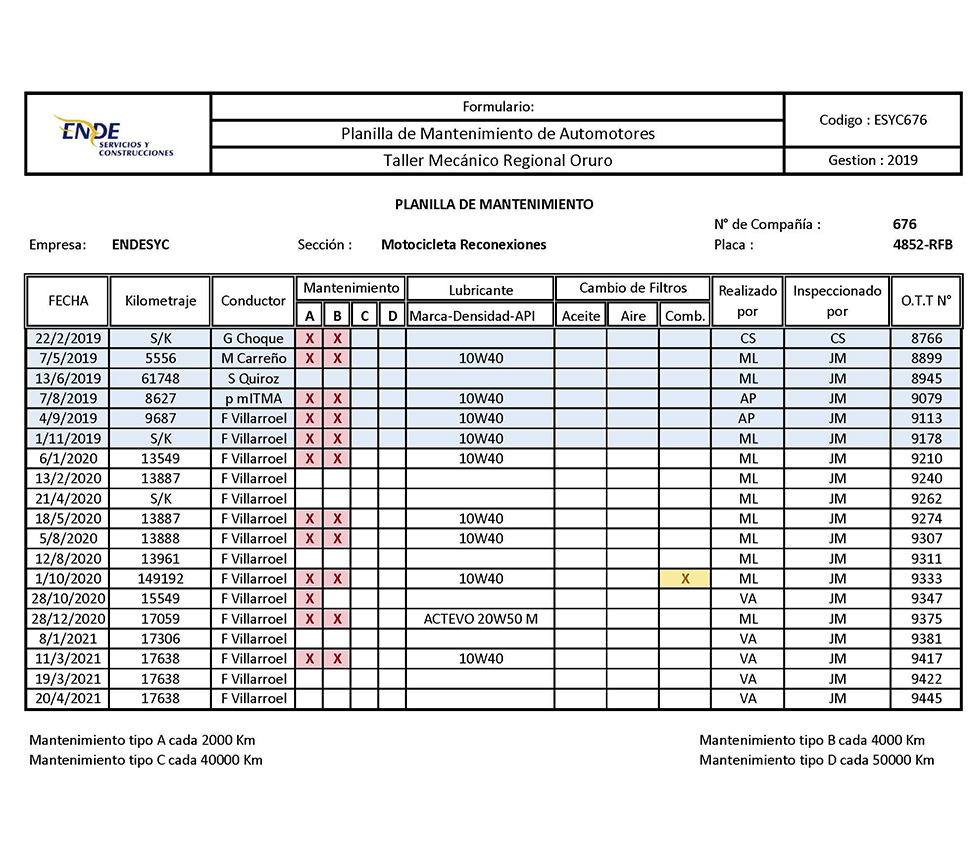 ENDE
SERVICIOS Y
CONSTRUCCIONES
Formulario:
Planilla de Mantenimiento de Automotores
Taller Mecánico Regional Oruro
Codigo : ESYC676
Gestion : 2019
PLANILLA DE MANTENIMIENTO
N° de Compañía : 676
Empresa: ENDESYC Sección : Motocicleta Reconexiones Placa : 4852-RFB
FECHA Kilometraje Conductor Mantenimiento Lubricante Cambio de Filtros Realizado por Inspeccionado por O.T.T N°
A B C D Marca-Densidad-API Aceite Aire Comb.
22/2/2019 S/K G Choque X X CS CS 8766
7/5/2019 5556 M Carreño X X 10W40 ML JM 8899
13/6/2019 61748 S Quiroz ML JM 8945
7/8/2019 8627 p mITMA X X 10W40 AP JM 9079
4/9/2019 9687 F Villarroel X X 10W40 AP JM 9113
1/11/2019 S/K F Villarroel X X 10W40 ML JM 9178
6/1/2020 13549 F Villarroel X X 10W40 ML JM 9210
13/2/2020 13887 F Villarroel ML JM 9240
21/4/2020 S/K F Villarroel ML JM 9262
18/5/2020 13887 F Villarroel X X 10W40 ML JM 9274
5/8/2020 13888 F Villarroel X X 10W40 ML JM 9307
12/8/2020 13961 F Villarroel ML JM 9311
1/10/2020 149192 F Villarroel X X 10W40 X ML JM 9333
28/10/2020 15549 F Villarroel X VA JM 9347
28/12/2020 17059 F Villarroel X X ACTEVO 20W50 M ML JM 9375
8/1/2021 17306 F Villarroel VA JM 9381
11/3/2021 17638 F Villarroel X X 10W40 VA JM 9417
19/3/2021 17638 F Villarroel VA JM 9422
20/4/2021 17638 F Villarroel VA JM 9445
Mantenimiento tipo A cada 2000 Km Mantenimiento tipo B cada 4000 Km
Mantenimiento tipo C cada 40000 Km Mantenimiento tipo D cada 50000 Km